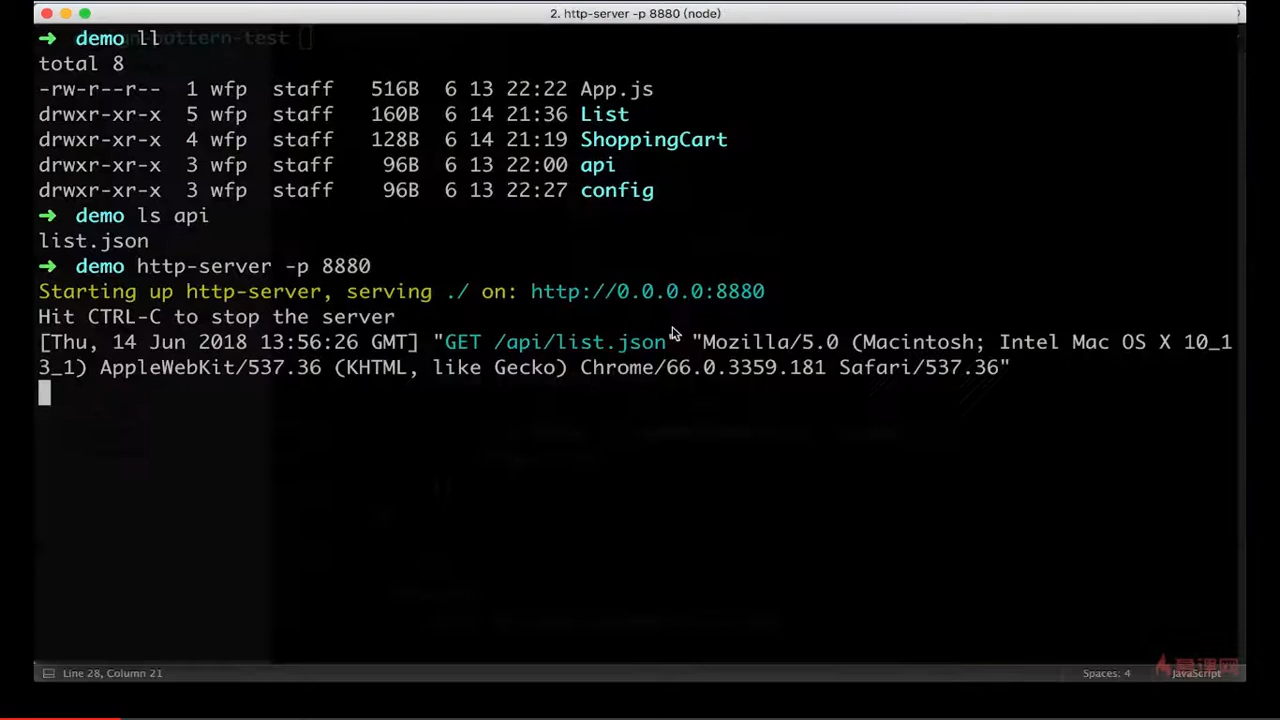 2. http-server -p 8880 (node)
➜ demo ll
total 8
-rw-r--r-- 1 wfp staff 516B 6 13 22:22 App.js
drwxr-xr-x 5 wfp staff 160B 6 14 21:36 List
drwxr-xr-x 4 wfp staff 128B 6 14 21:19 ShoppingCart
drwxr-xr-x 3 wfp staff 96B 6 13 22:00 api
drwxr-xr-x 3 wfp staff 96B 6 13 22:27 config
➜ demo ls api
list.json
➜ demo http-server -p 8880
Starting up http-server, serving ./ on: http://0.0.0.0:8880
Hit CTRL-C to stop the server
[Thu, 14 Jun 2018 13:56:26 GMT] "GET /api/list.json" "Mozilla/5.0 (Macintosh; Intel Mac OS X 10_1
3_1) AppleWebKit/537.36 (KHTML, like Gecko) Chrome/66.0.3359.181 Safari/537.36"
Line 28, Column 21
Spaces: 4
JavaScript
慕课网